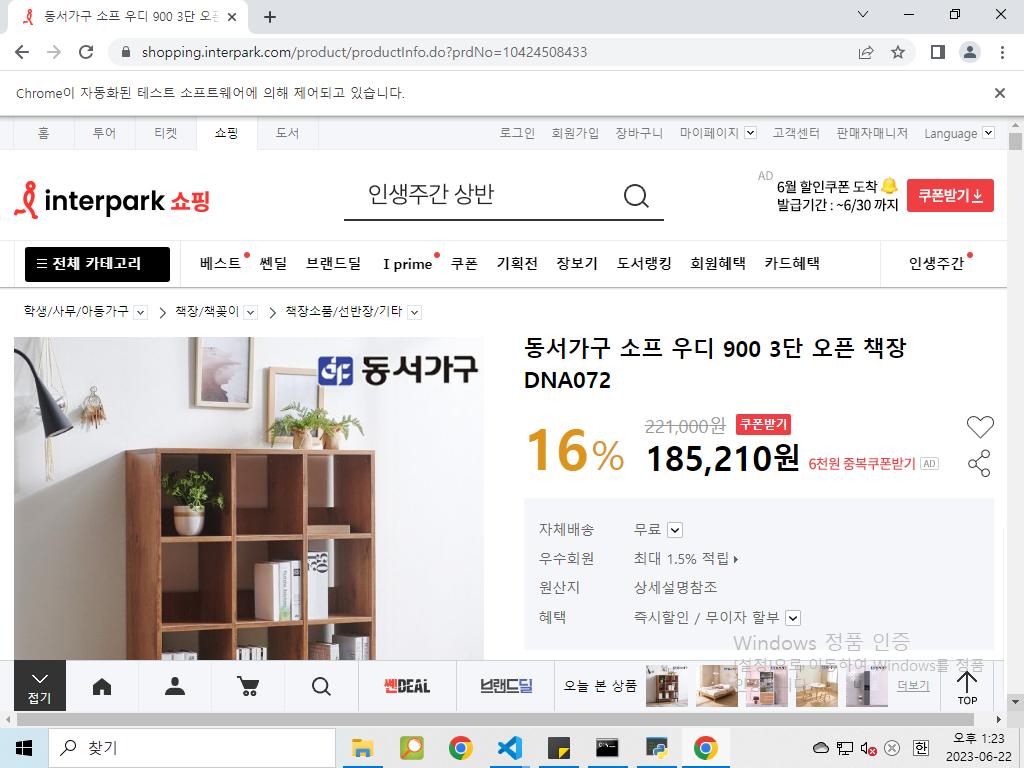 동서가구 소프 우디 900 3단 오픈
shopping.interpark.com/product/productInfo.do?prdNo=10424508433
Chrome이 자동화된 테스트 소프트웨어에 의해 제어되고 있습니다.
홈 투어 티켓 쇼핑 도서 로그인 회원가입 장바구니 마이페이지 고객센터 판매자매니저 Language
interpark 쇼핑
인생주간 상반
AD
6월 할인쿠폰 도착
발급기간 : ~6/30 까지
쿠폰받기
전체 카테고리 베스트 쎈딜 브랜드딜 I prime 쿠폰 기획전 장보기 도서랭킹 회원혜택 카드혜택 인생주간
학생/사무/아동가구 책장/책꽂이 책장소품/선반장/기타
동서가구
동서가구 소프 우디 900 3단 오픈 책장
DNA072
16%
221,000원 쿠폰받기
185,210원 6천원 중복쿠폰받기 AD
자체배송 무료
우수회원 최대 1.5% 적립
원산지 상세설명참조
혜택 즉시할인 / 무이자 할부
Windows 정품 인증
[설정]으로 이동하여 Windows를 정품
접기
쎈DEAL
브랜드딜
오늘 본 상품
더보기
TOP
찾기
한
오후 1:23
2023-06-22